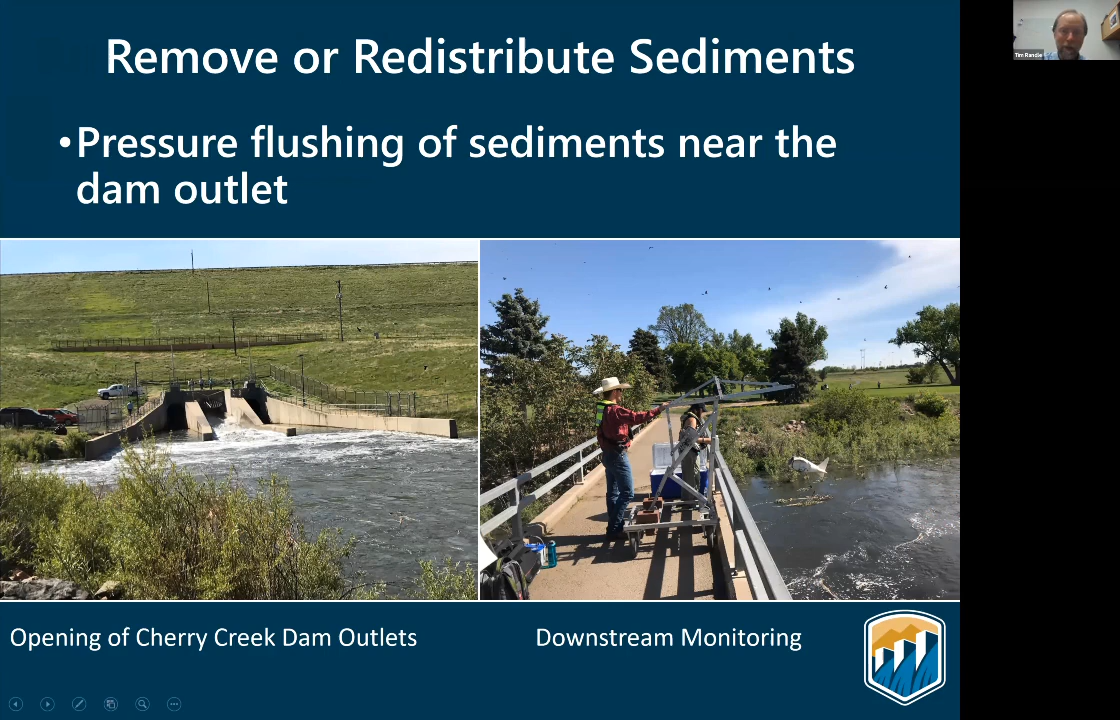 Remove or Redistribute Sediments
•Pressure flushing of sediments near the
dam outlet
Opening of Cherry Creek Dam Outlets
Downstream Monitoring
Tim Randle